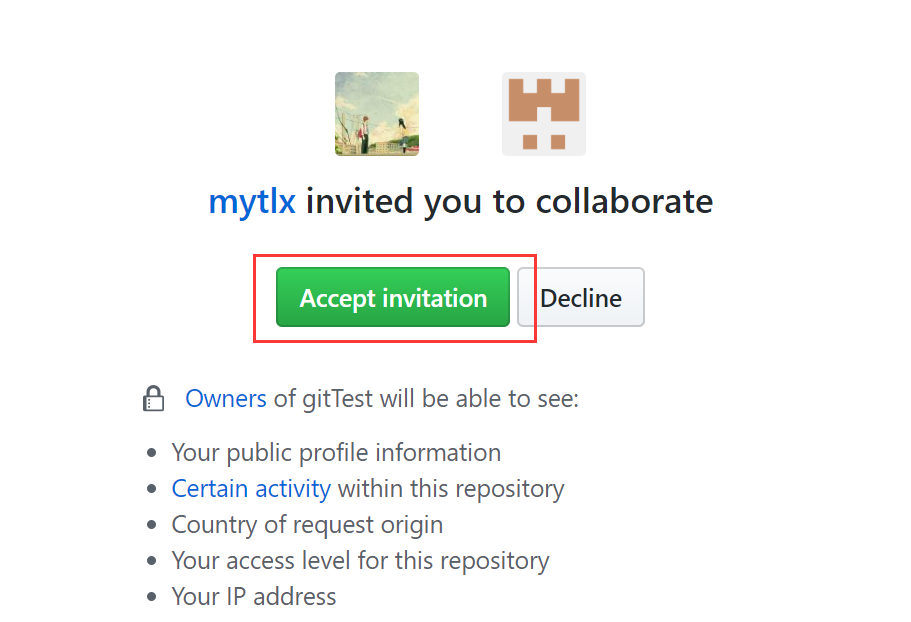 mytlx invited you to collaborate
Accept invitation Decline
Owners of gitTest will be able to see:
Your public profile information
Certain activity within this repository
Country of request origin
Your access level for this repository
Your IP address